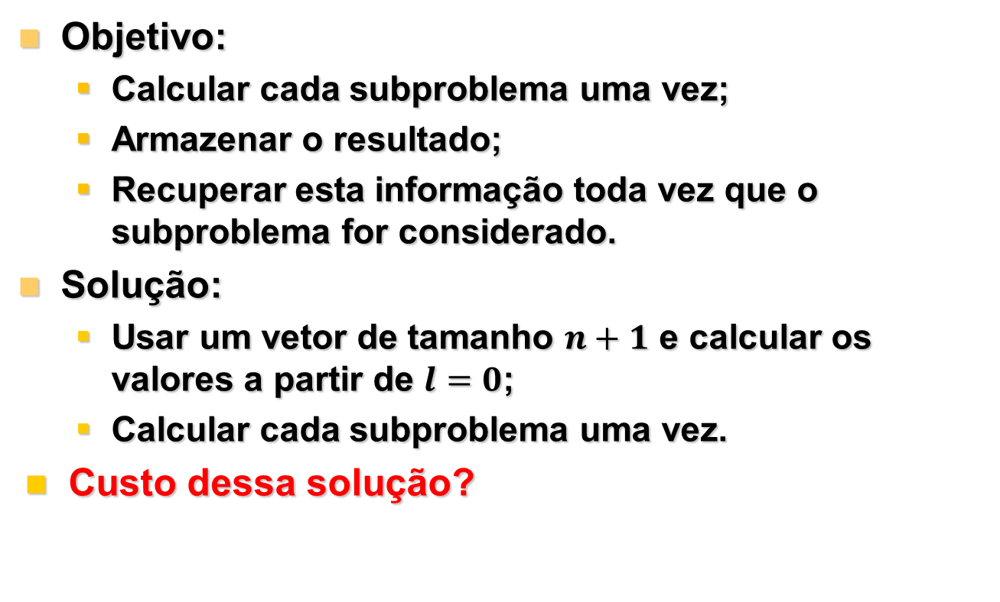 Objetivo:
Calcular cada subproblema uma vez;
Armazenar o resultado;
Recuperar esta informação toda vez que o
subproblema for considerado.
Solução:
Usar um vetor de tamanho n + 1 e calcular os
valores a partir de l = 0;
Calcular cada subproblema uma vez.
Custo dessa solução?